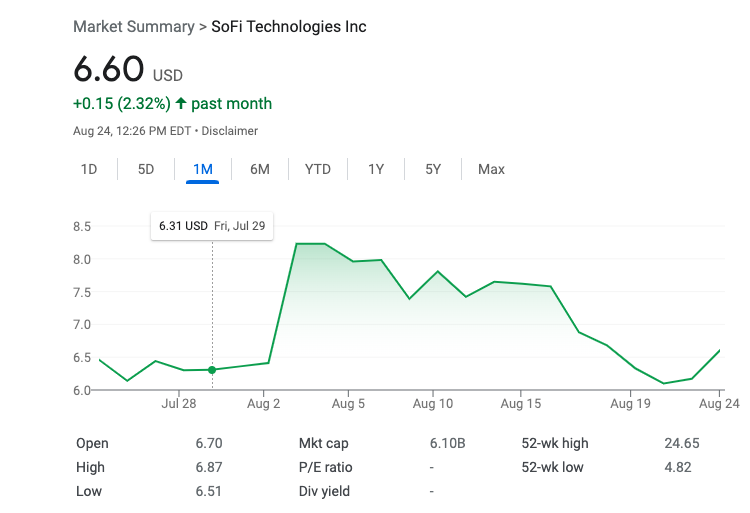 Market Summary > SoFi Technologies Inc
6.60 USD
+0.15 (2.32%) ↑ past month
Aug 24, 12:26 PM EDT • Disclaimer
1D 5D 1M 6M YTD 1Y 5Y Max
6.31 USD Fri, Jul 29
8.5
8.0
7.5
7.0
6.5
6.0
Jul 28 Aug 2 Aug 5 Aug 10 Aug 15 Aug 19 Aug 24
Open 6.70 Mkt cap 6.10B 52-wk high 24.65
High 6.87 P/E ratio - 52-wk low 4.82
Low 6.51 Div yield -